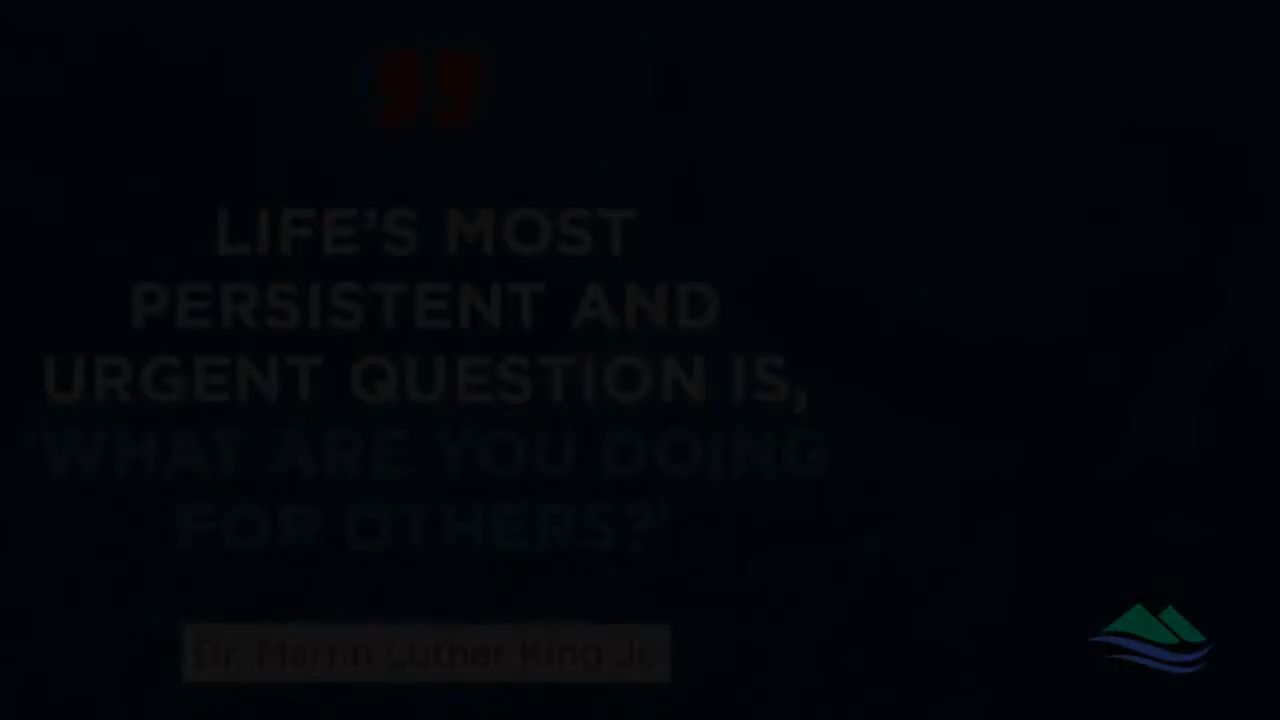 ”
LIFE’S MOST
PERSISTENT AND
URGENT QUESTION IS,
‘WHAT ARE YOU DOING
FOR OTHERS?’
Dr. Martin Luther King Jr.